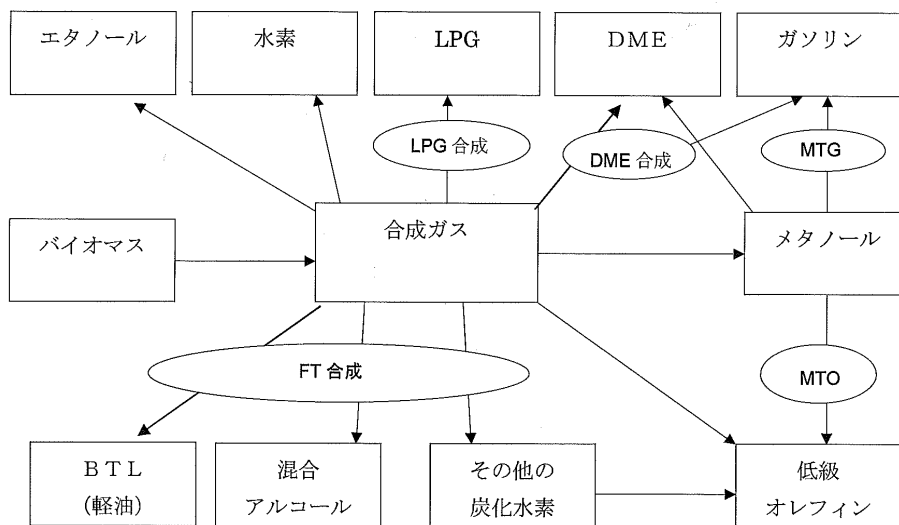 エタノール
水素
LPG
ＤＭＥ
ガソリン
LPG 合成
DME 合成
MTG
バイオマス
合成ガス
メタノール
FT 合成
MTO
ＢＴＬ
(軽油)
混合
アルコール
その他の
炭化水素
低級
オレフィン